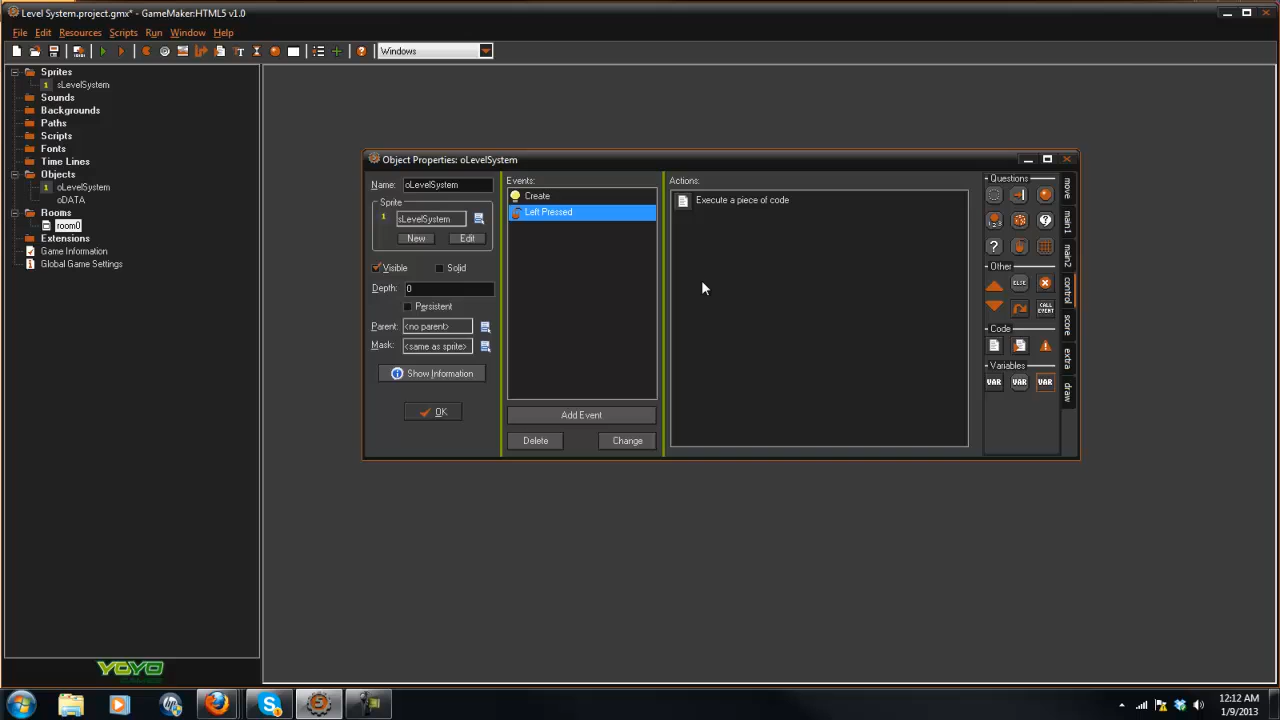 Level System.project.gmx* - GameMaker:HTML5 v1.0
File Edit Resources Scripts Run Window Help
Windows
Sprites
1 sLevelSystem
Sounds
Backgrounds
Paths
Scripts
Fonts
Time Lines
Objects
1 oLevelSystem
oDATA
Rooms
room0
Extensions
Game Information
Global Game Settings
YOYO
GAMES
Object Properties: oLevelSystem
Name: oLevelSystem
Sprite
1 sLevelSystem
New Edit
Visible Solid
Depth: 0
Persistent
Parent: <no parent>
Mask: <same as sprite>
Show Information
OK
Events:
Create
Left Pressed
Add Event
Delete Change
Actions:
Execute a piece of code
Questions
Other
ELSE
CALL EVENT
Code
Variables
VAR VAR VAR
move
main1
main2
control
score
extra
draw
12:12 AM
1/9/2013